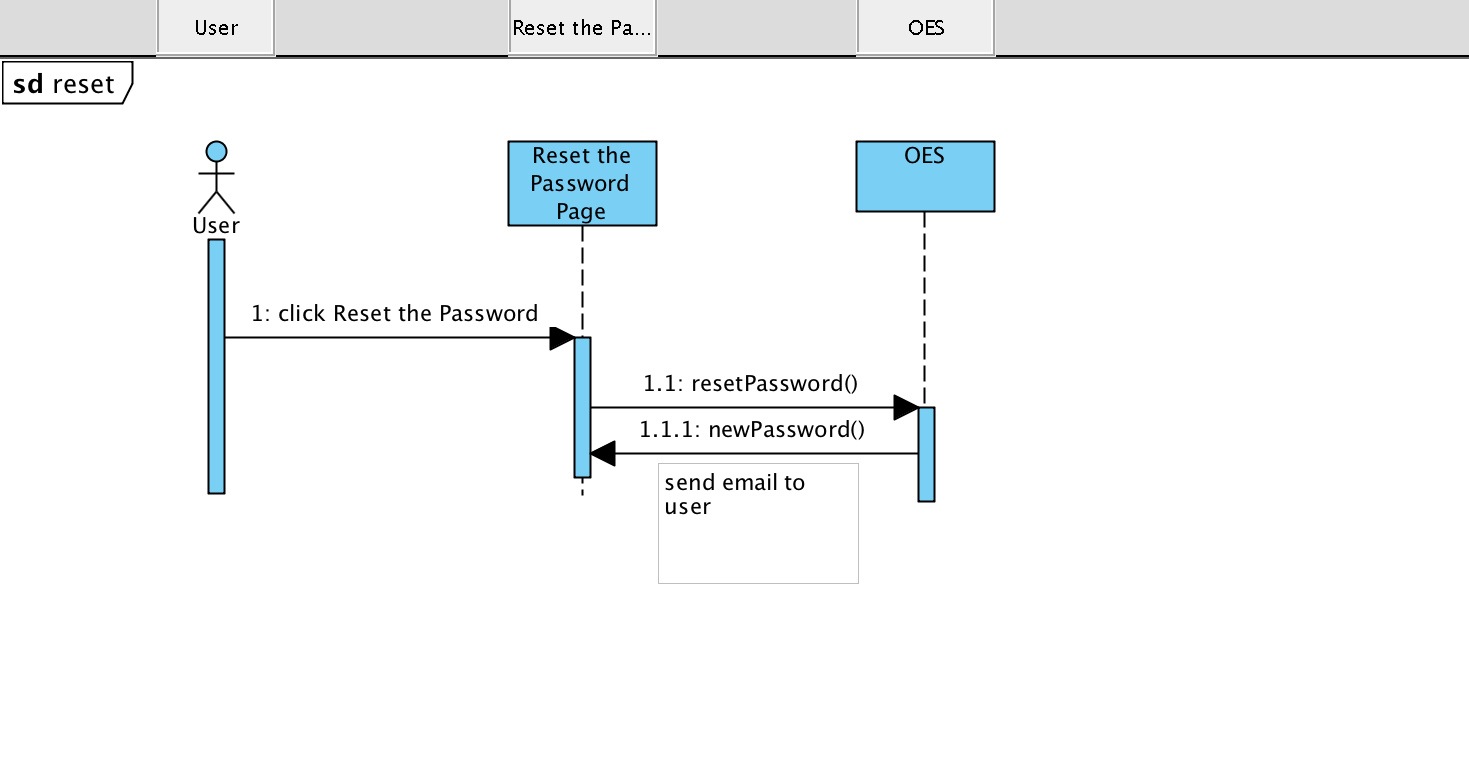 User
Reset the Pa...
OES
sd reset
Reset the
Password
Page
OES
User
1: click Reset the Password
1.1: resetPassword()
1.1.1: newPassword()
send email to
user